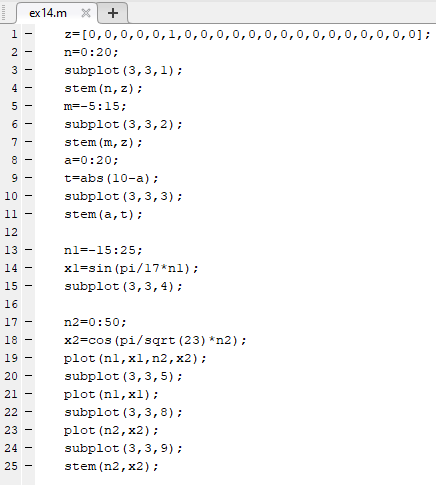 ex14.m × +
1 – z=[0,0,0,0,0,1,0,0,0,0,0,0,0,0,0,0,0,0,0,0,0];
2 – n=0:20;
3 – subplot(3,3,1);
4 – stem(n,z);
5 – m=-5:15;
6 – subplot(3,3,2);
7 – stem(m,z);
8 – a=0:20;
9 – t=abs(10-a);
10 – subplot(3,3,3);
11 – stem(a,t);
12
13 – n1=-15:25;
14 – x1=sin(pi/17*n1);
15 – subplot(3,3,4);
16
17 – n2=0:50;
18 – x2=cos(pi/sqrt(23)*n2);
19 – plot(n1,x1,n2,x2);
20 – subplot(3,3,5);
21 – plot(n1,x1);
22 – subplot(3,3,8);
23 – plot(n2,x2);
24 – subplot(3,3,9);
25 – stem(n2,x2);